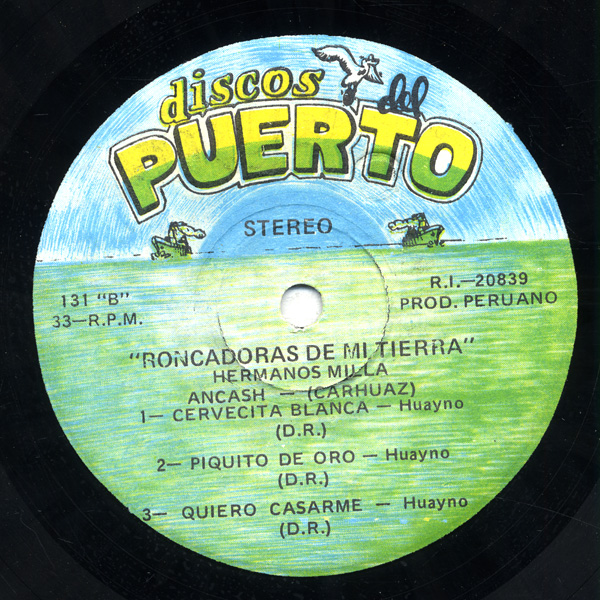 discos del
PUERTO
STEREO
131 "B"
33-R.P.M.
R.I.-20839
PROD. PERUANO
"RONCADORAS DE MI TIERRA"
HERMANOS MILLA
ANCASH - (CARHUAZ)
1- CERVECITA BLANCA - Huayno
(D.R.)
2- PIQUITO DE ORO - Huayno
(D.R.)
3- QUIERO CASARME - Huayno
(D.R.)